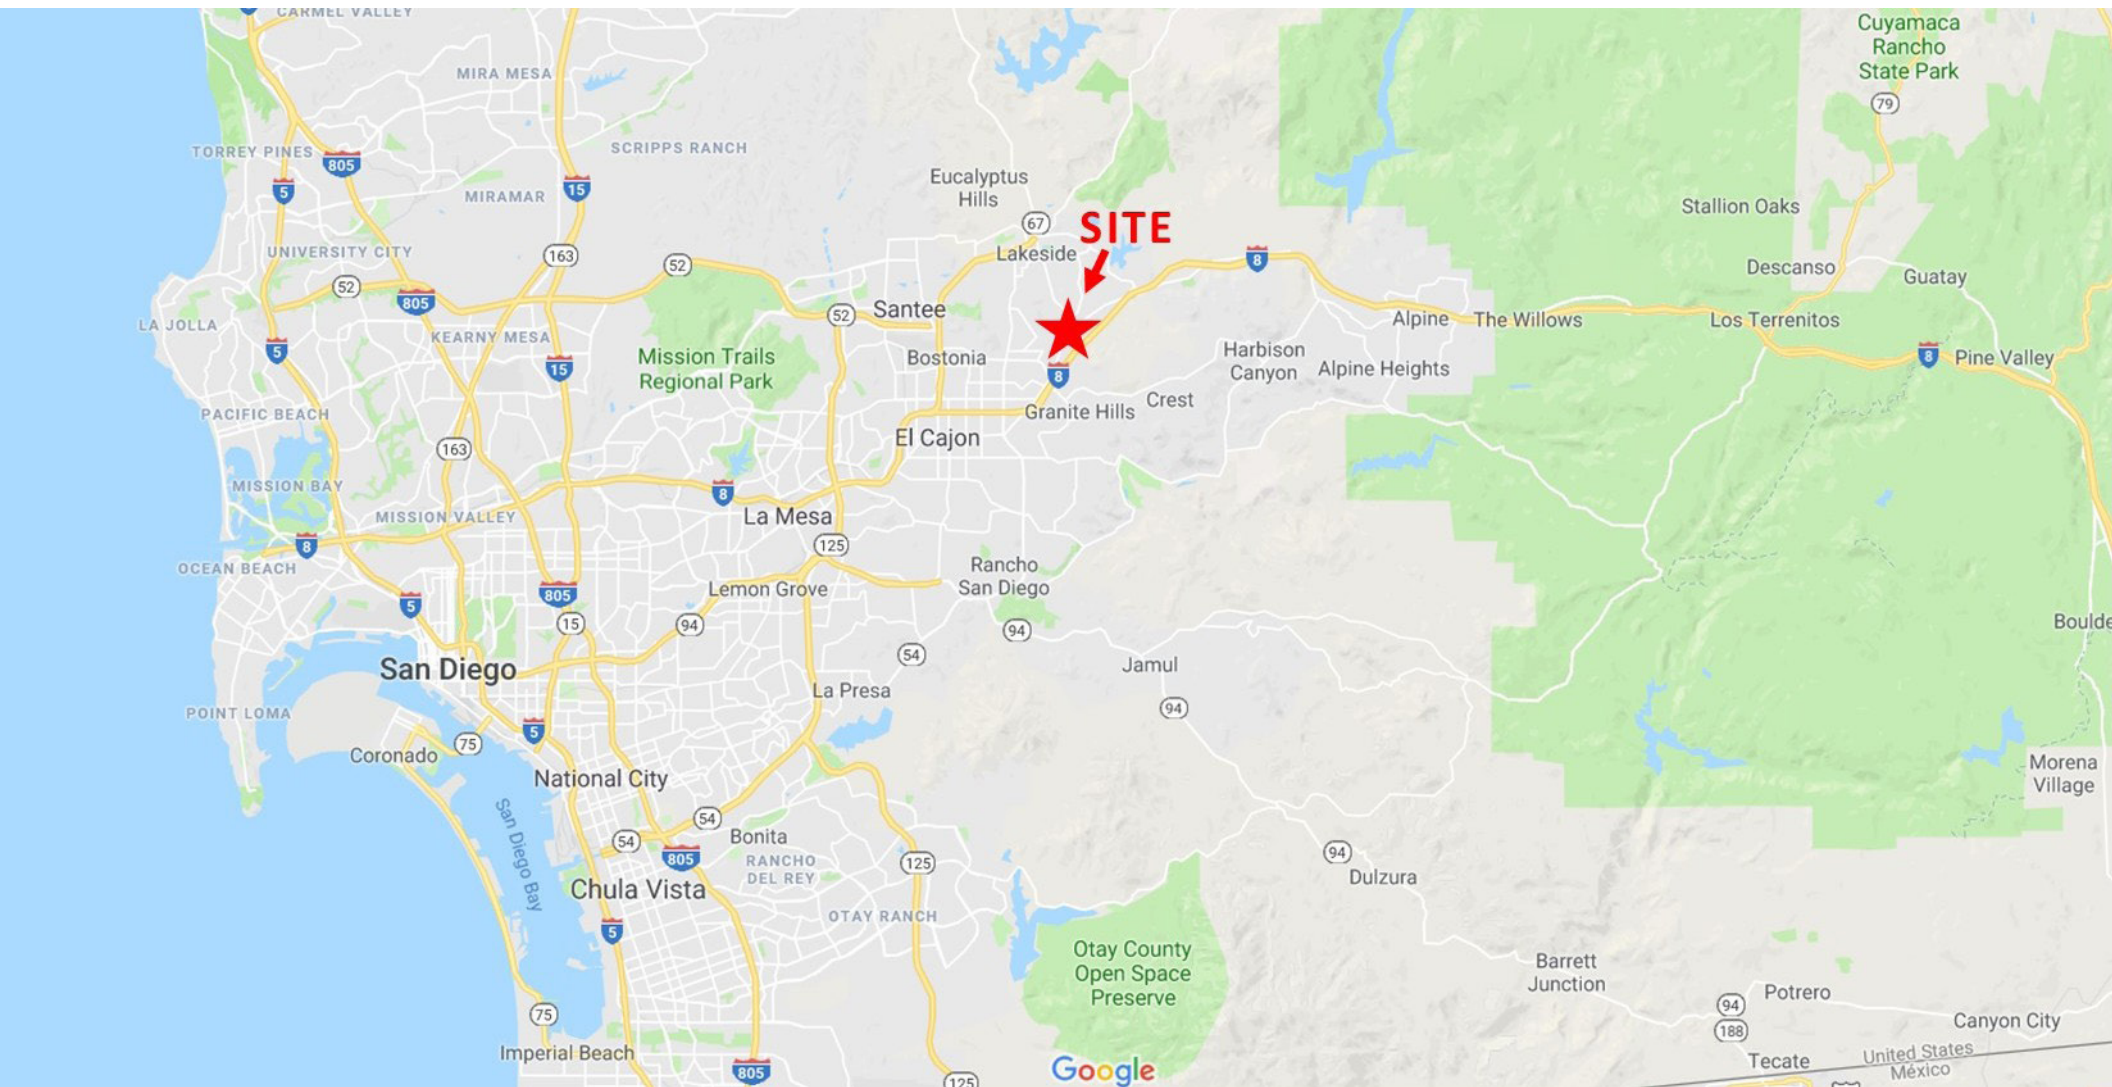 CARMEL VALLEY
Cuyamaca
Rancho
State Park
MIRA MESA
79
SCRIPPS RANCH
TORREY PINES
805
5
15
MIRAMAR
Eucalyptus
Hills
Stallion Oaks
67
SITE
UNIVERSITY CITY
163
Lakeside
52
8
Descanso
Guatay
52
805
52
Santee
LA JOLLA
KEARNY MESA
Alpine
The Willows
Los Terrenitos
5
15
Mission Trails
Regional Park
Bostonia
8
Harbison
Canyon
Alpine Heights
8
Pine Valley
PACIFIC BEACH
Granite Hills
Crest
163
El Cajon
MISSION BAY
8
MISSION VALLEY
La Mesa
8
125
OCEAN BEACH
Rancho
San Diego
5
805
Lemon Grove
15
94
94
Boulde
54
San Diego
Jamul
La Presa
POINT LOMA
94
5
75
Coronado
National City
Morena
Village
San Diego Bay
54
54
Bonita
805
RANCHO
DEL REY
125
94
Dulzura
Chula Vista
OTAY RANCH
5
Otay County
Open Space
Preserve
Barrett
Junction
75
94
188
Potrero
Canyon City
Imperial Beach
805
Google
125
Tecate
United States
México